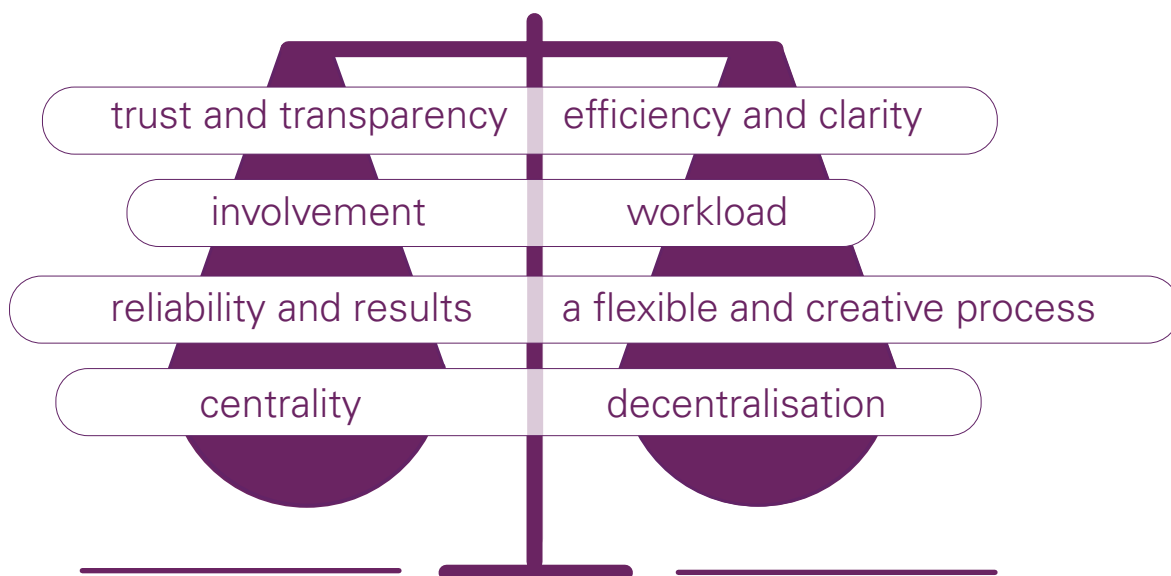 trust and transparency efficiency and clarity
involvement workload
reliability and results a flexible and creative process
centrality decentralisation